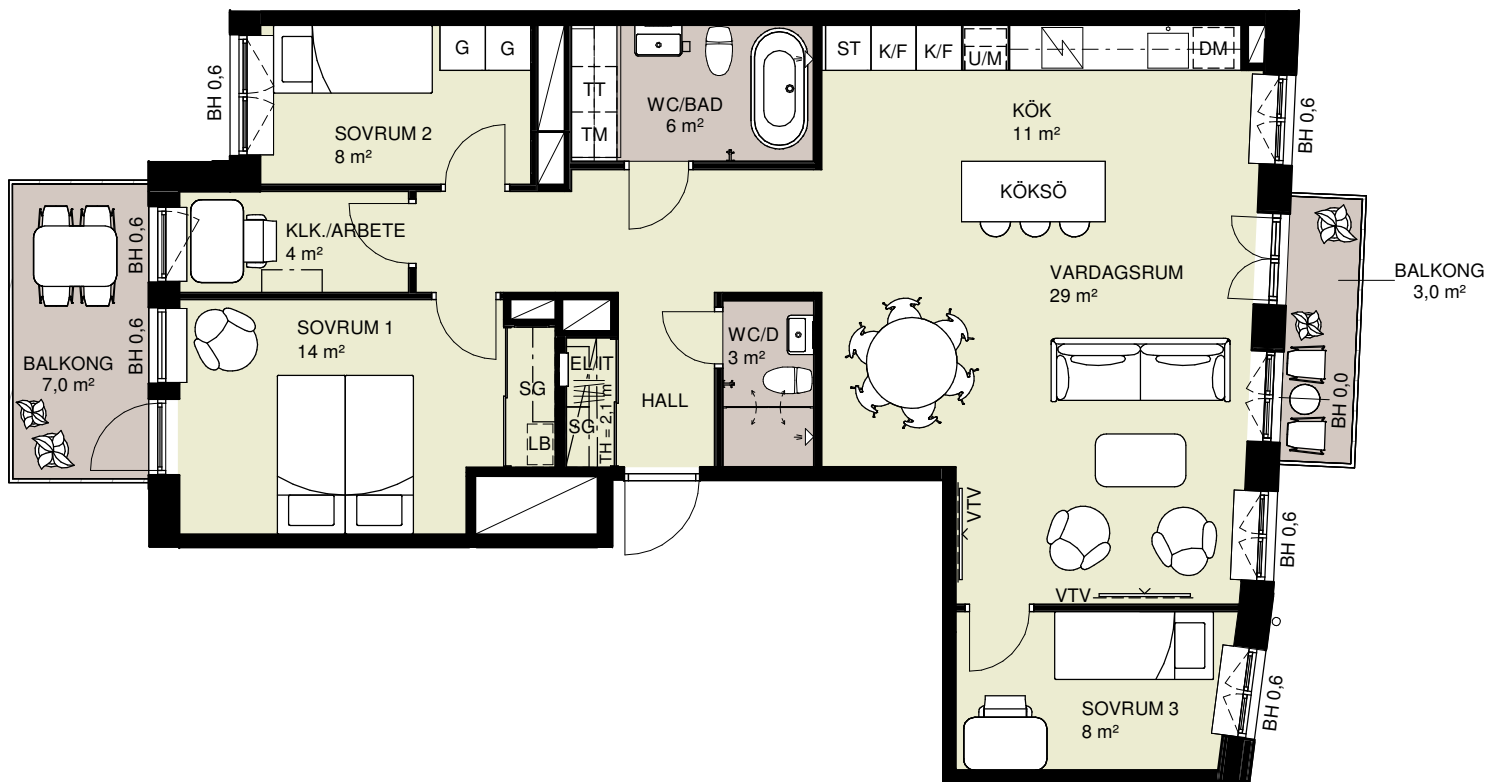 G
G
ST
K/F
K/F
U/M
DM
BH 0,6
TT
TM
WC/BAD
6 m²
KÖK
11 m²
BH 0,6
SOVRUM 2
8 m²
KÖKSÖ
BH 0,6
KLK./ARBETE
4 m²
VARDAGSRUM
29 m²
BALKONG
3,0 m²
BALKONG
7,0 m²
BH 0,6
SOVRUM 1
14 m²
WC/D
3 m²
EL/IT
SG
SG
LB
TH = 2,1 m
HALL
BH 0,0
VTV
BH 0,6
VTV
SOVRUM 3
8 m²
BH 0,6